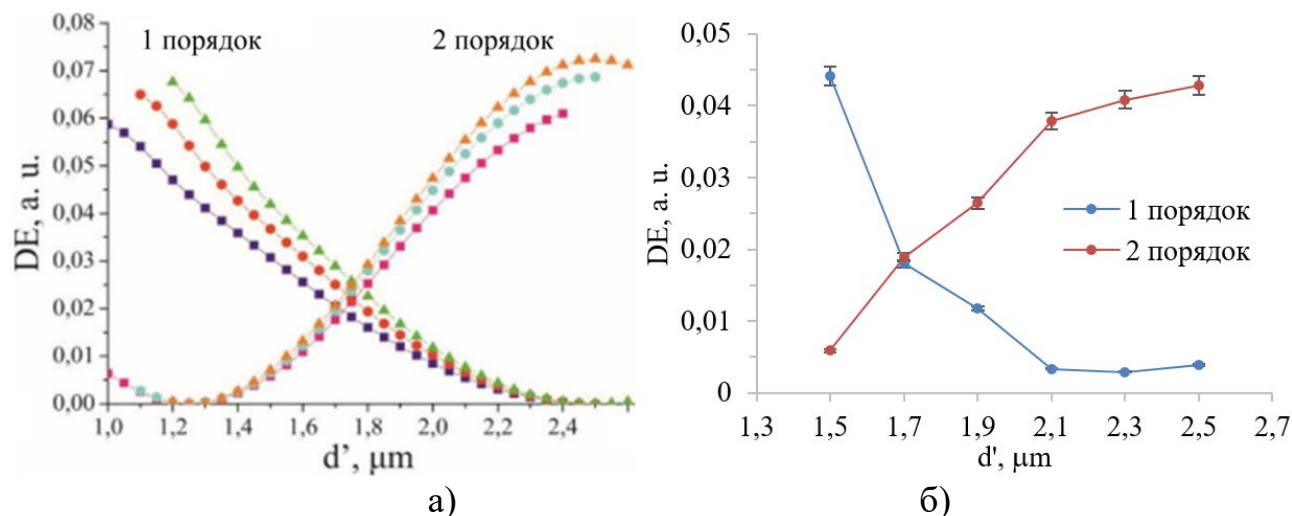 0,08
0,07
0,06
0,05
0,04
0,03
0,02
0,01
0,00
DE, a. u.
1 порядок
2 порядок
1,0 1,2 1,4 1,6 1,8 2,0 2,2 2,4
d’, μm
а)
0,05
0,04
0,03
0,02
0,01
0
DE, a. u.
1 порядок
2 порядок
1,3 1,5 1,7 1,9 2,1 2,3 2,5 2,7
d', μm
б)